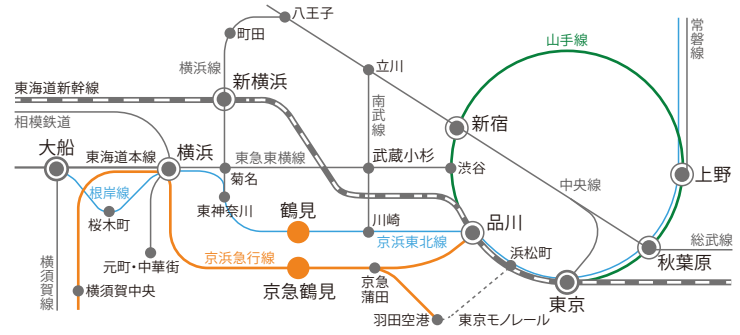 八王子
町田
常磐線
山手線
横浜線
立川
新横浜
東海道新幹線
南武線
相模鉄道
新宿
大船
東海道本線
横浜
東急東横線
武蔵小杉
渋谷
上野
菊名
中央線
根岸線
桜木町
東神奈川
鶴見
川崎
品川
京浜東北線
総武線
浜松町
秋葉原
元町・中華街
京浜急行線
横須賀線
横須賀中央
京急鶴見
京急
蒲田
東京
羽田空港
東京モノレール